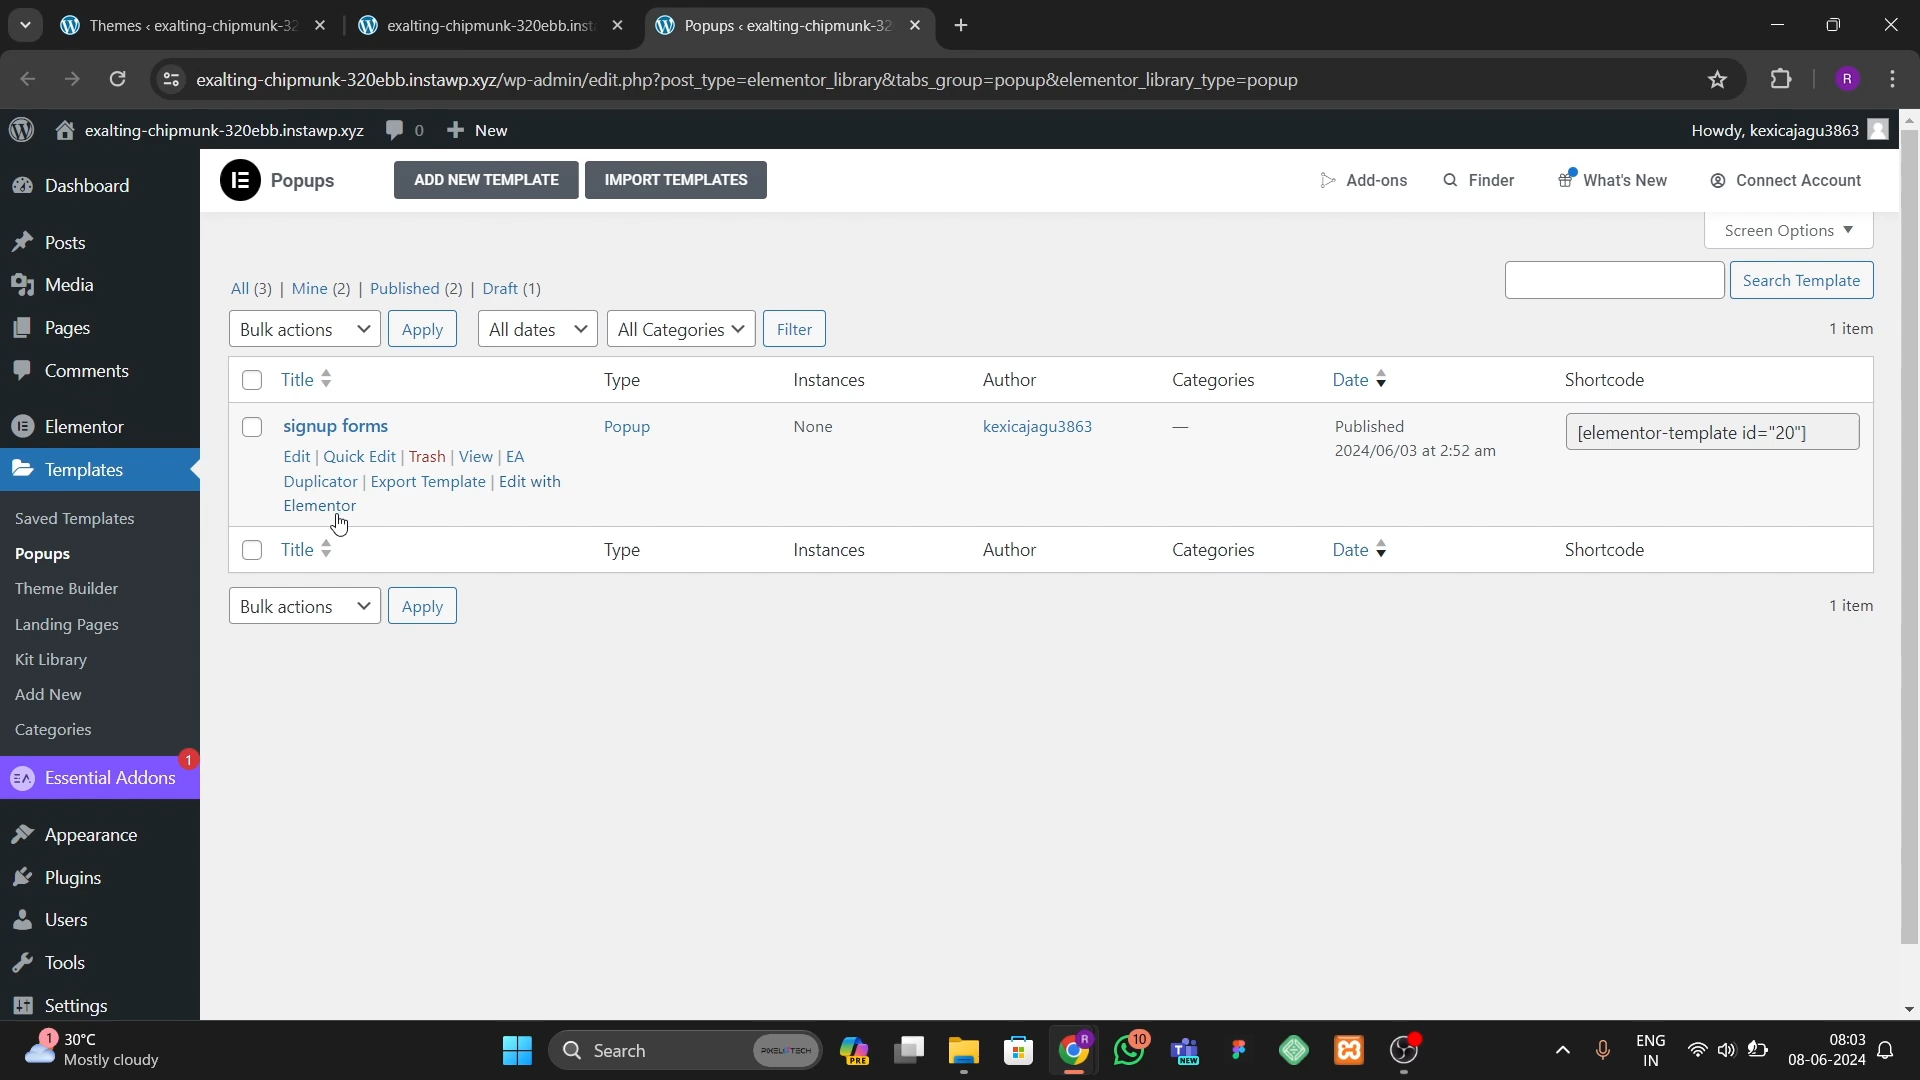 Themes ‹ exalting-chipmunk-32
exalting-chipmunk-320ebb.inst
Popups ‹ exalting-chipmunk-32
exalting-chipmunk-320ebb.instawp.xyz/wp-admin/edit.php?post_type=elementor_library&tabs_group=popup&elementor_library_type=popup
R
exalting-chipmunk-320ebb.instawp.xyz
0
New
Howdy, kexicajagu3863
Dashboard
Posts
Media
Pages
Comments
Elementor
Templates
Saved Templates
Popups
Theme Builder
Landing Pages
Kit Library
Add New
Categories
Essential Addons
1
Appearance
Plugins
Users
Tools
Settings
Popups
ADD NEW TEMPLATE
IMPORT TEMPLATES
Add-ons
Finder
What's New
Connect Account
Screen Options
All (3) | Mine (2) | Published (2) | Draft (1)
Search Template
Bulk actions
Apply
All dates
All Categories
Filter
1 item
Title Type Instances Author Categories Date Shortcode
signup forms Popup None kexicajagu3863 — Published [elementor-template id="20"]
2024/06/03 at 2:52 am
Edit | Quick Edit | Trash | View | EA
Duplicator | Export Template | Edit with
Elementor
Title Type Instances Author Categories Date Shortcode
Bulk actions
Apply
1 item
1
30°C
Mostly cloudy
Search
PIXEL TECH
PRE
R
10
NEW
ENG
IN
08:03
08-06-2024